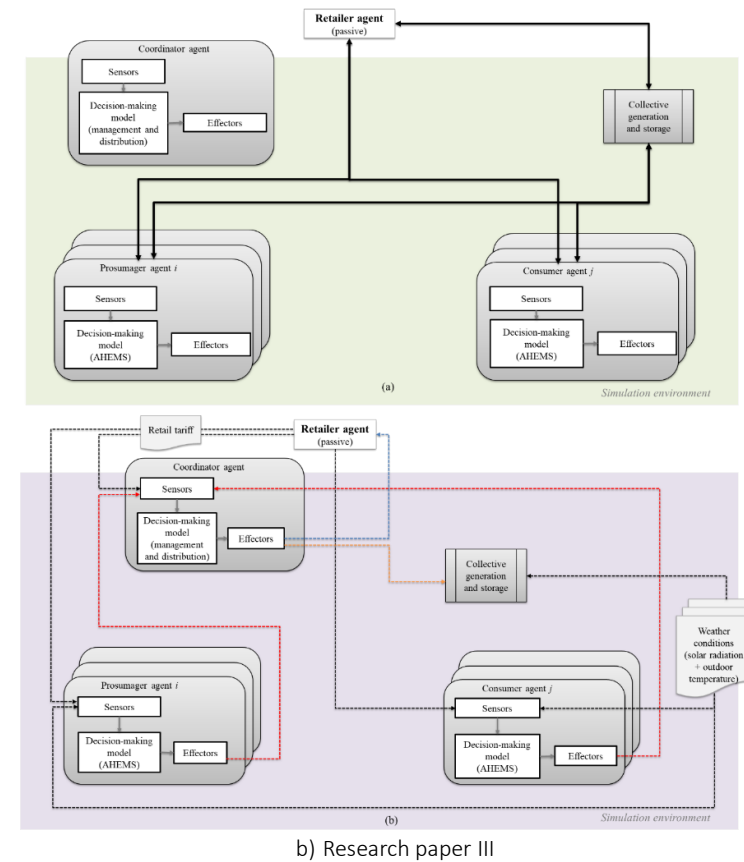 Retailer agent
(passive)
Coordinator agent
Sensors
Decision-making
model
(management and
distribution)
Effectors
Collective
generation
and storage
Prosumager agent i
Sensors
Decision-making
model
(AHEMS)
Effectors
Consumer agent j
Sensors
Decision-making
model
(AHEMS)
Effectors
(a)
Simulation environment
Retail tariff
Retailer agent
(passive)
Coordinator agent
Sensors
Decision-making
model
(management
and distribution)
Effectors
Collective
generation
and storage
Weather
conditions
(solar radiation
+ outdoor
temperature)
Prosumager agent i
Sensors
Decision-making
model
(AHEMS)
Effectors
Consumer agent j
Sensors
Decision-making
model
(AHEMS)
Effectors
(b)
Simulation environment
b) Research paper III